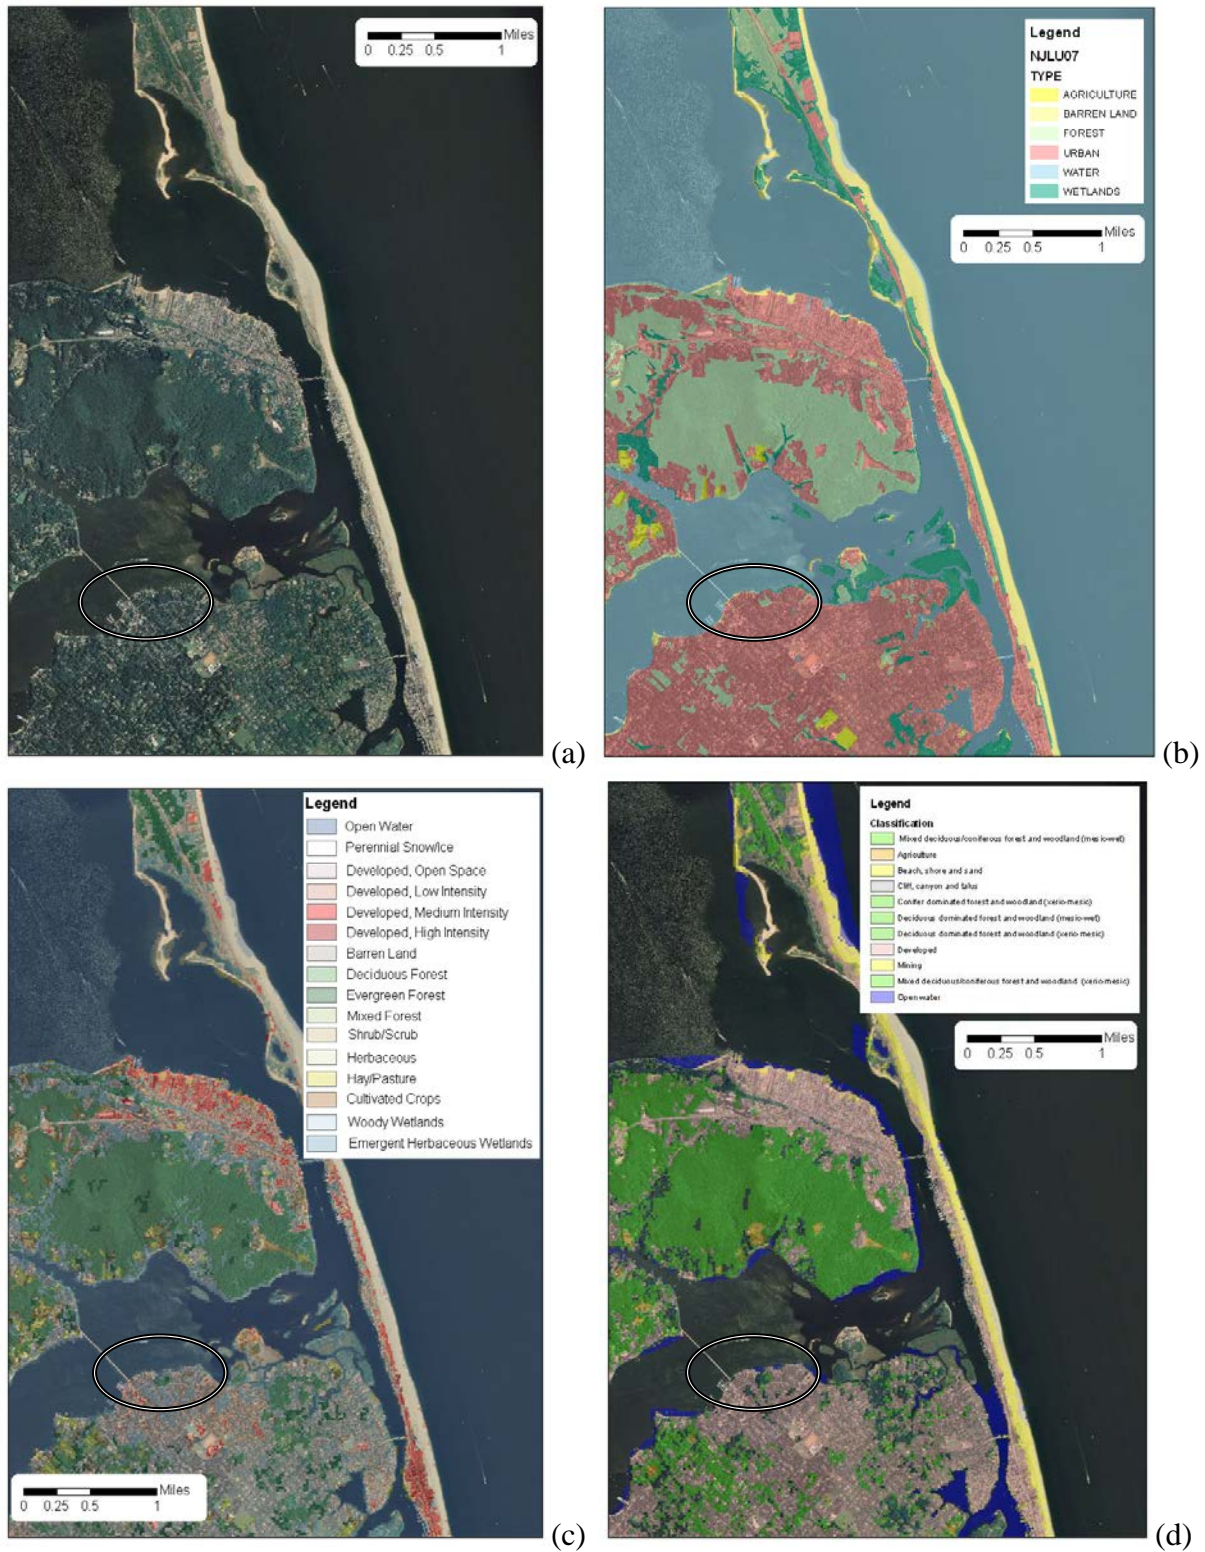 Miles
0 0.25 0.5 1
(a)
Legend
NJLU07
TYPE
AGRICULTURE
BARREN LAND
FOREST
URBAN
WATER
WETLANDS
Miles
0 0.25 0.5 1
(b)
Legend
Open Water
Perennial Snow/Ice
Developed, Open Space
Developed, Low Intensity
Developed, Medium Intensity
Developed, High Intensity
Barren Land
Deciduous Forest
Evergreen Forest
Mixed Forest
Shrub/Scrub
Herbaceous
Hay/Pasture
Cultivated Crops
Woody Wetlands
Emergent Herbaceous Wetlands
Miles
0 0.25 0.5 1
(c)
Legend
Classification
Mixed deciduous/coniferous forest and woodland (mesic-wet)
Agriculture
Beach, shore and sand
Cliff, canyon and talus
Conifer dominated forest and woodland (xeric-mesic)
Deciduous dominated forest and woodland (mesic-wet)
Deciduous dominated forest and woodland (xeric-mesic)
Developed
Mining
Mixed deciduous/coniferous forest and woodland (xeric-mesic)
Open water
Miles
0 0.25 0.5 1
(d)